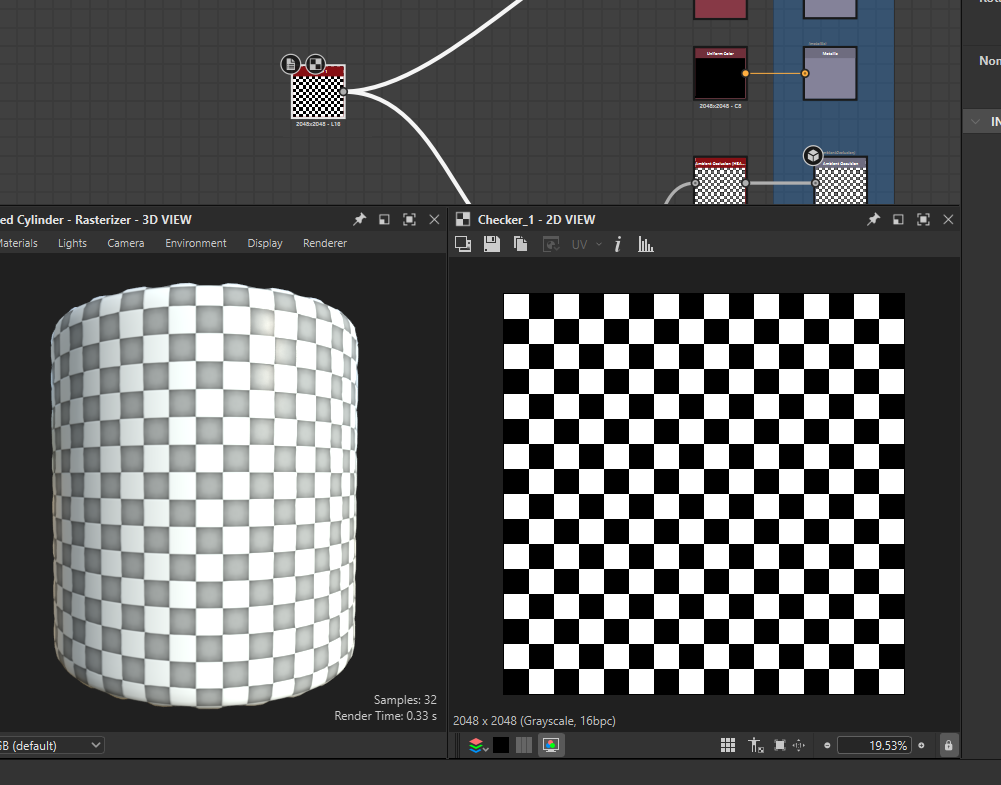 Nor
Uniform Color
Metallic
2048x2048 - C8
2048x2048 - L16
IN
Ambient Occlusion (HBA...
Ambient Occlusion
ed Cylinder - Rasterizer - 3D VIEW
Materials Lights Camera Environment Display Renderer
Checker_1 - 2D VIEW
UV
Samples: 32
Render Time: 0.33 s
2048 x 2048 (Grayscale, 16bpc)
GB (default)
19.53%